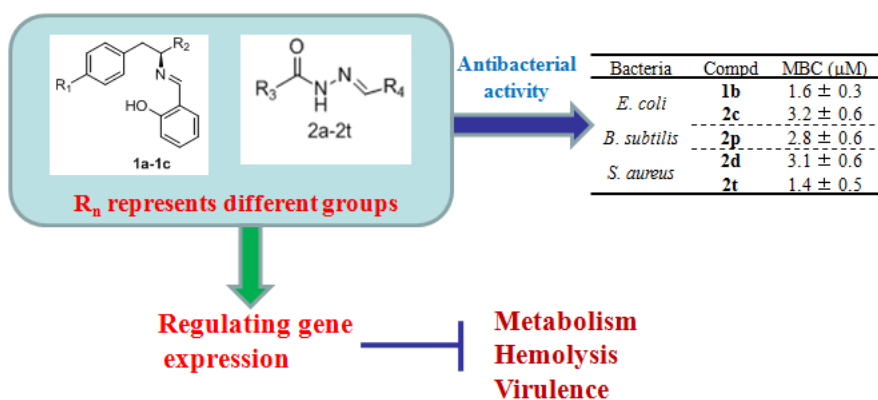 R₂
R₁
N
HO
1a-1c
O
R₃
N
H
N
R₄
2a-2t
Rₙ represents different groups
Antibacterial
activity
Bacteria Compd MBC (μM)
E. coli 1b 1.6 ± 0.3
2c 3.2 ± 0.6
B. subtilis 2p 2.8 ± 0.6
S. aureus 2d 3.1 ± 0.6
2t 1.4 ± 0.5
Regulating gene
expression
Metabolism
Hemolysis
Virulence